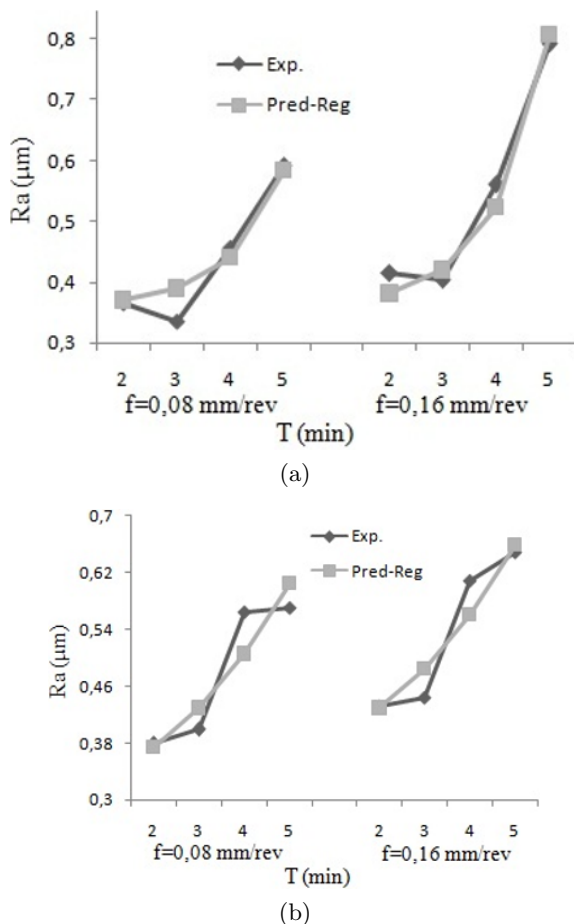 0,8
Exp.
0,7
Pred-Reg
Ra (μm)
0,6
0,5
0,4
0,3
2 3 4 5 2 3 4 5
f=0,08 mm/rev f=0,16 mm/rev
T (min)
(a)
0,7
Exp.
0,62
Pred-Reg
Ra (μm)
0,54
0,46
0,38
0,3
2 3 4 5 2 3 4 5
f=0,08 mm/rev f=0,16 mm/rev
T (min)
(b)